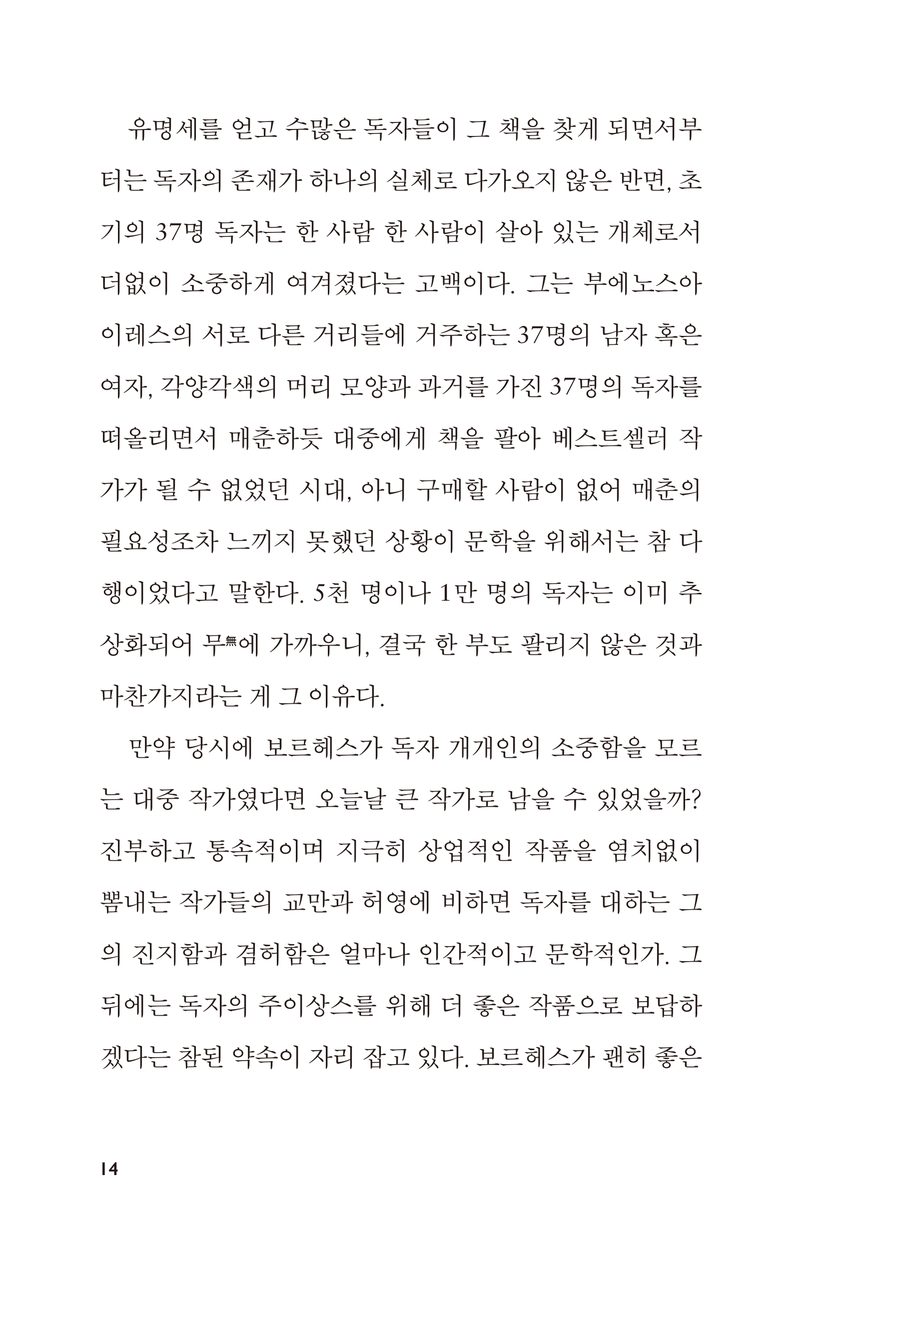 유명세를 얻고 수많은 독자들이 그 책을 찾게 되면서부
터는 독자의 존재가 하나의 실체로 다가오지 않은 반면, 초
기의 37명 독자는 한 사람 한 사람이 살아 있는 개체로서
더없이 소중하게 여겨졌다는 고백이다. 그는 부에노스아
이레스의 서로 다른 거리들에 거주하는 37명의 남자 혹은
여자, 각양각색의 머리 모양과 과거를 가진 37명의 독자를
떠올리면서 매춘하듯 대중에게 책을 팔아 베스트셀러 작
가가 될 수 없었던 시대, 아니 구매할 사람이 없어 매춘의
필요성조차 느끼지 못했던 상황이 문학을 위해서는 참 다
행이었다고 말한다. 5천 명이나 1만 명의 독자는 이미 추
상화되어 무無에 가까우니, 결국 한 부도 팔리지 않은 것과
마찬가지라는 게 그 이유다.
만약 당시에 보르헤스가 독자 개개인의 소중함을 모르
는 대중 작가였다면 오늘날 큰 작가로 남을 수 있었을까?
진부하고 통속적이며 지극히 상업적인 작품을 염치없이
뽐내는 작가들의 교만과 허영에 비하면 독자를 대하는 그
의 진지함과 겸허함은 얼마나 인간적이고 문학적인가. 그
뒤에는 독자의 주이상스를 위해 더 좋은 작품으로 보답하
겠다는 참된 약속이 자리 잡고 있다. 보르헤스가 괜히 좋은
14